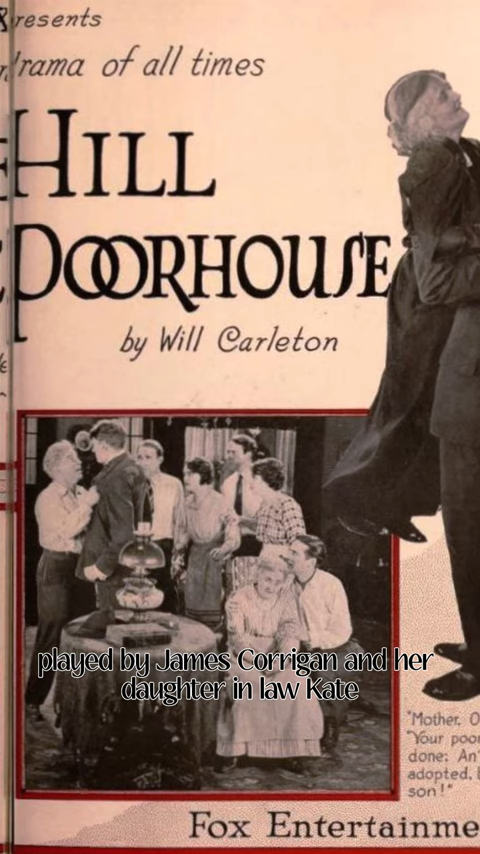 resents
drama of all times
HILL
POORHOUSE
by Will Carleton
played by James Corrigan and her
daughter in law Kate
"Mother, O
"Your poor
done: An'
adopted,
son!"
Fox Entertainme